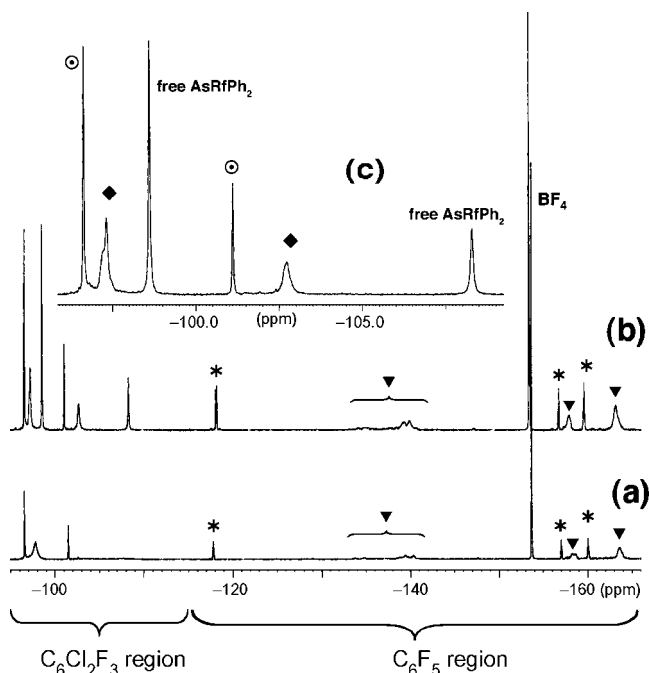 free AsRfPh₂
(c)
free AsRfPh₂
BF₄
−100.0 (ppm) −105.0
(b)
* * *
(a)
* * *
−100 −120 −140 −160 (ppm)
C₆Cl₂F₃ region C₆F₅ region